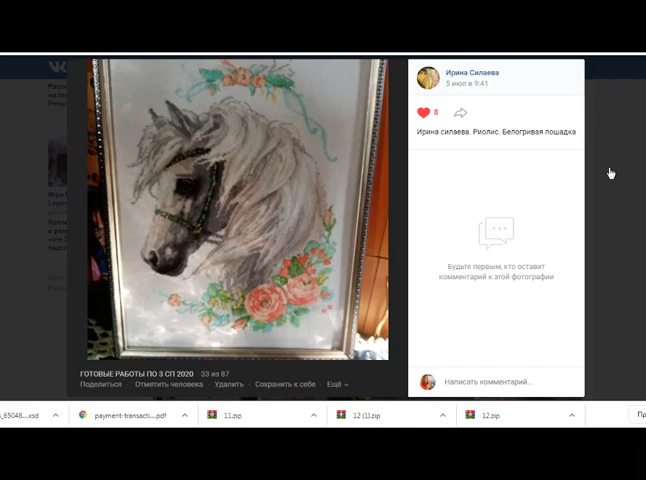 Ирина Силаева
5 июл в 9:41
8
Ирина силаева. Риолис. Белогривая лошадка
Будьте первым, кто оставит
комментарий к этой фотографии
ГОТОВЫЕ РАБОТЫ ПО 3 СП 2020 33 из 87
Поделиться · Отметить человека · Удалить · Сохранить к себе · Ещё
Написать комментарий...
_65048....xsd
payment-transacti....pdf
11.zip
12 (1).zip
12.zip